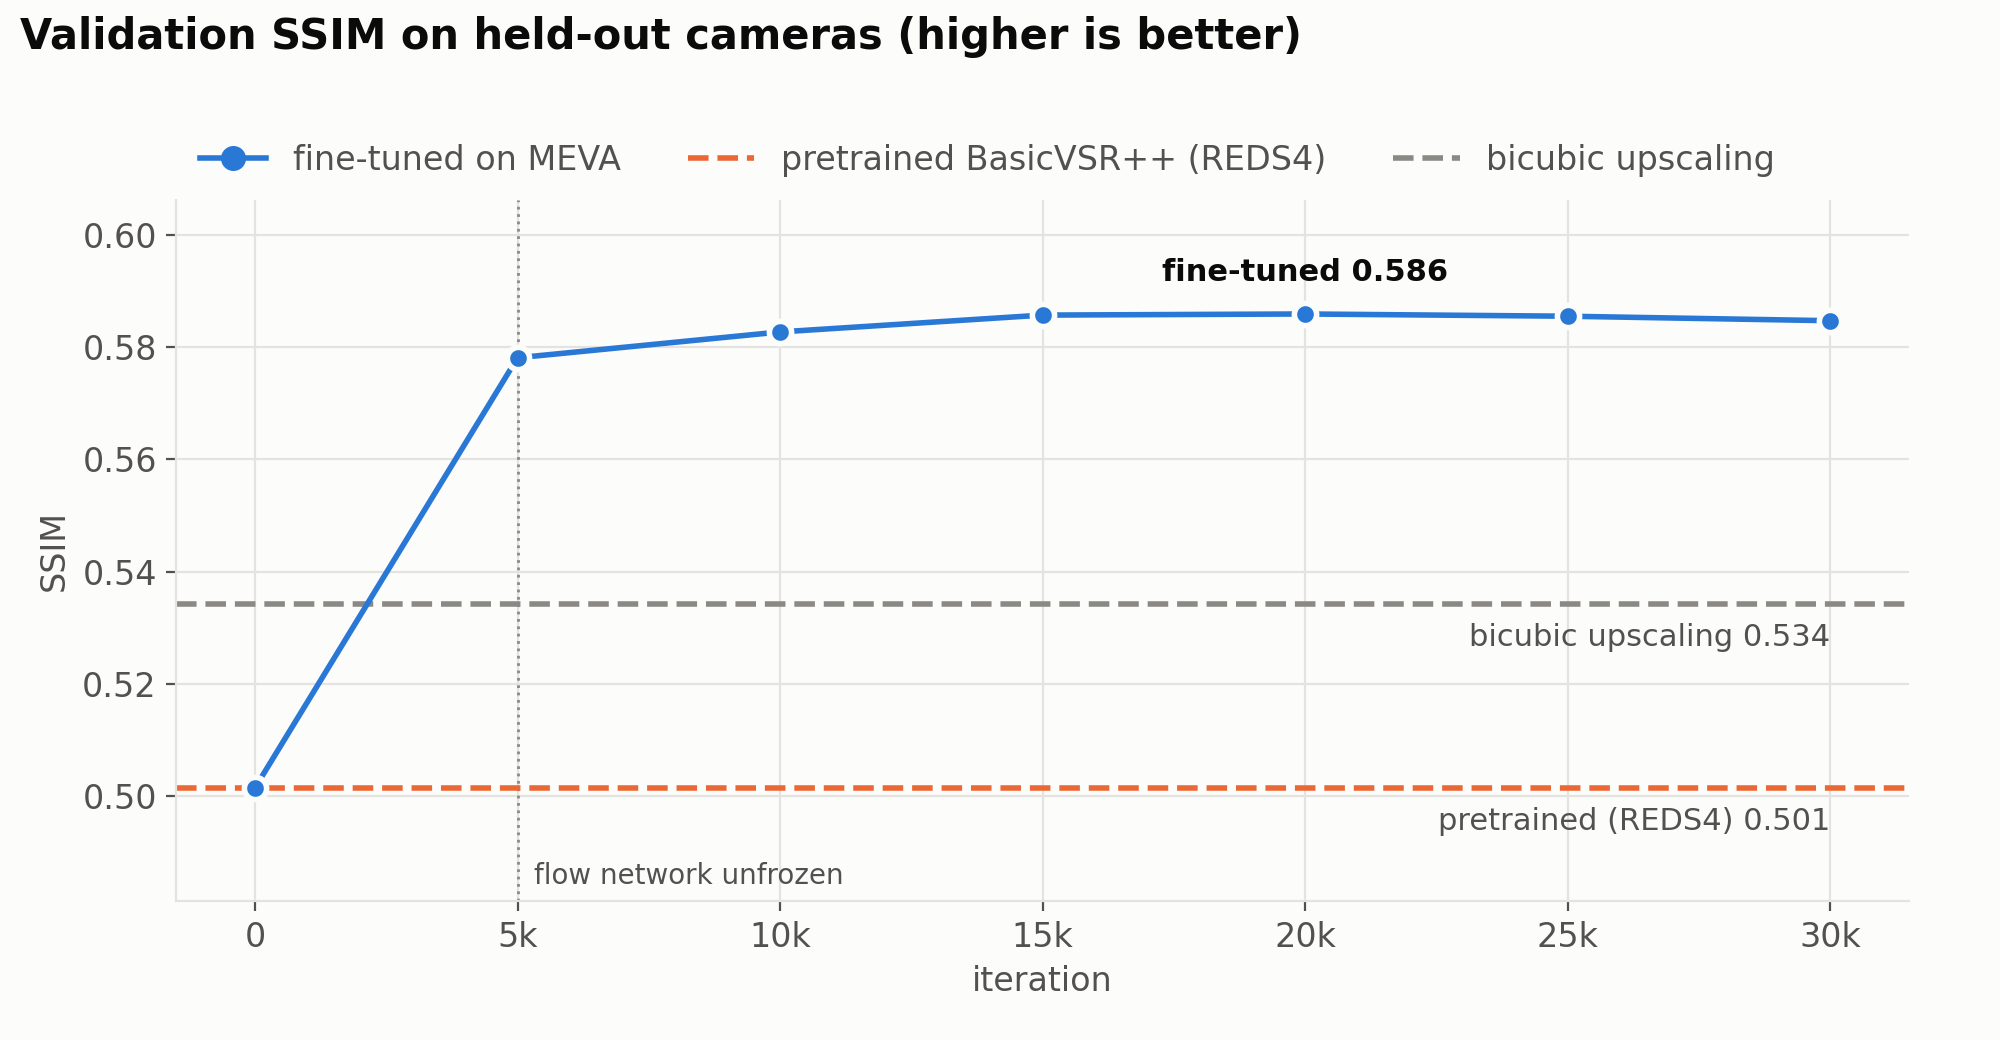 Validation SSIM on held-out cameras (higher is better)
fine-tuned on MEVA
pretrained BasicVSR++ (REDS4)
bicubic upscaling
0.60
0.58
0.56
0.54
0.52
0.50
SSIM
fine-tuned 0.586
bicubic upscaling 0.534
pretrained (REDS4) 0.501
flow network unfrozen
0 5k 10k 15k 20k 25k 30k
iteration